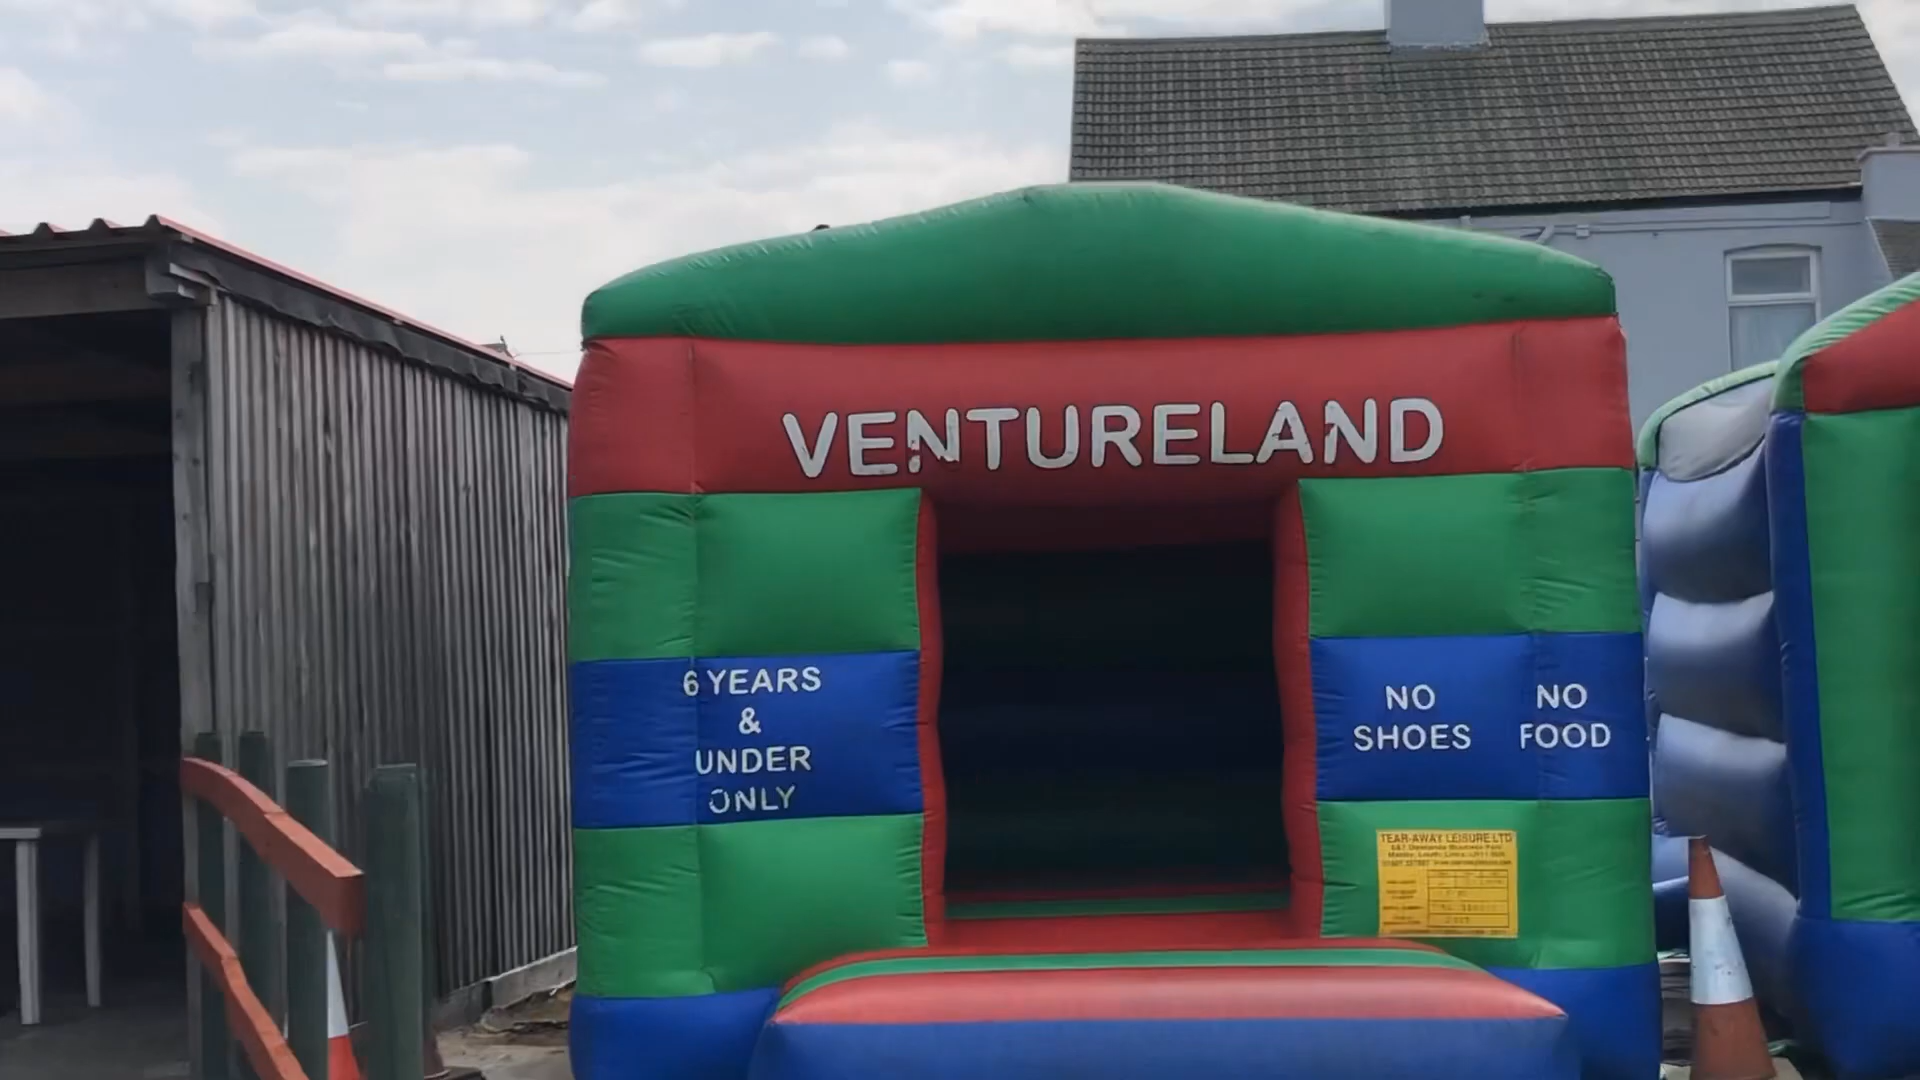 VENTURELAND
6 YEARS
&
UNDER
ONLY
NO
SHOES
NO
FOOD
TEAR-AWAY LEISURE LTD